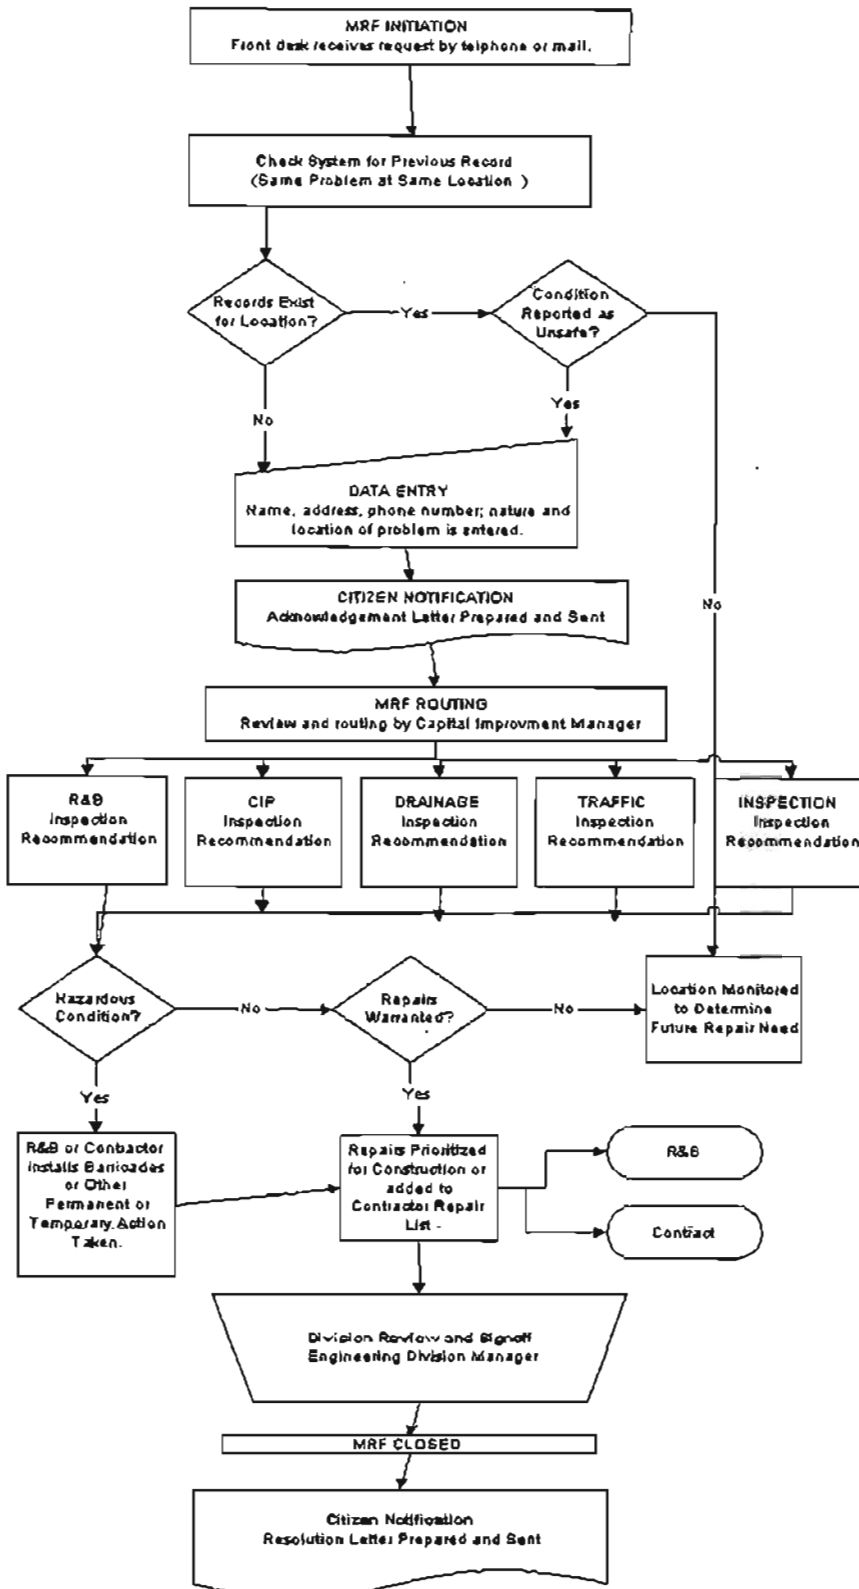 MRF INITIATION
Front desk receives request by telphone or mail.
Check System for Previous Record
(Same Problem at Same Location )
Records Exist
for Location?
Yes
Condition
Reported as
Unsafe?
No
Yes
DATA ENTRY
Name, address, phone number; nature and
location of problem is entered.
No
CITIZEN NOTIFICATION
Acknowledgement Letter Prepared and Sent
MRF ROUTING
Review and routing by Capital Improvment Manager
R&B
Inspection
Recommendation
CIP
Inspection
Recommendation
DRAINAGE
Inspection
Recommendation
TRAFFIC
Inspection
Recommendation
INSPECTION
Inspection
Recommendation
Hazardous
Condition?
No
Repairs
Warranted?
No
Location Monitored
to Determine
Future Repair Need
Yes
Yes
R&B or Contractor
Installs Barricades
or Other
Permanent or
Temporary Action
Taken.
Repairs Prioritized
for Construction or
added to
Contractor Repair
List -
R&B
Contract
Division Review and Signoff
Engineering Division Manager
MRF CLOSED
Citizen Notification
Resolution Letter Prepared and Sent